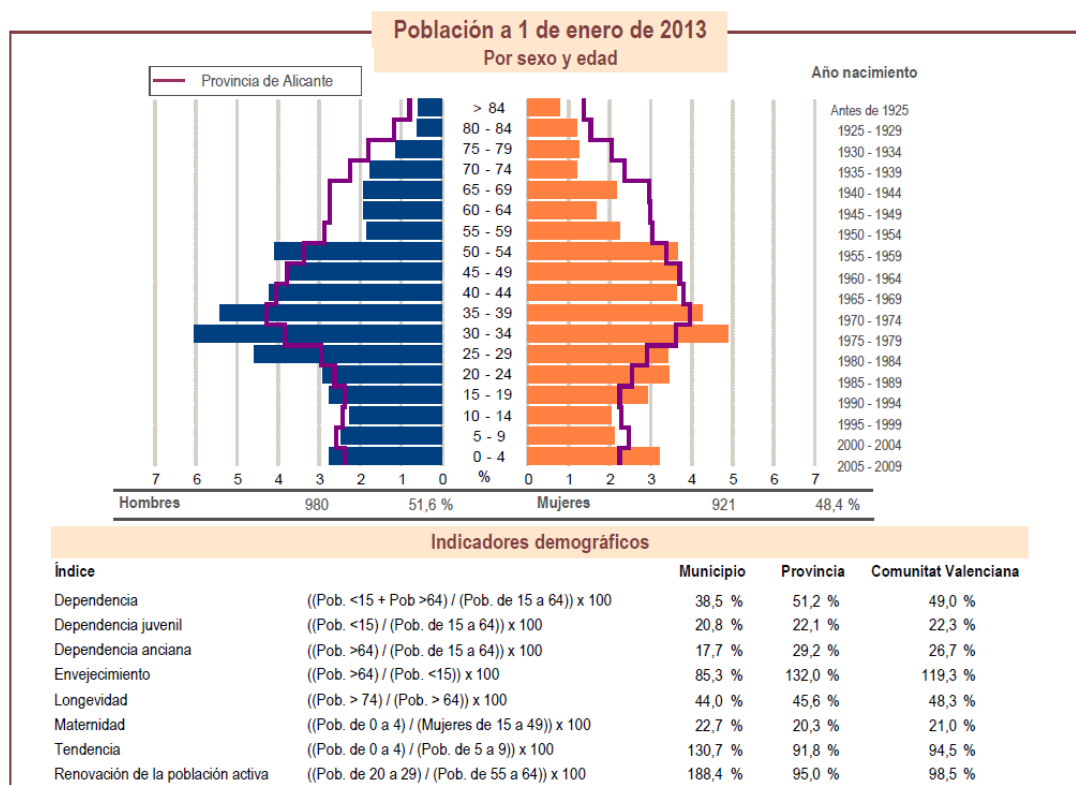 Población a 1 de enero de 2013
Por sexo y edad
Provincia de Alicante
Año nacimiento
> 84 Antes de 1925
80 - 84 1925 - 1929
75 - 79 1930 - 1934
70 - 74 1935 - 1939
65 - 69 1940 - 1944
60 - 64 1945 - 1949
55 - 59 1950 - 1954
50 - 54 1955 - 1959
45 - 49 1960 - 1964
40 - 44 1965 - 1969
35 - 39 1970 - 1974
30 - 34 1975 - 1979
25 - 29 1980 - 1984
20 - 24 1985 - 1989
15 - 19 1990 - 1994
10 - 14 1995 - 1999
5 - 9 2000 - 2004
0 - 4 2005 - 2009
7 6 5 4 3 2 1 0 % 0 1 2 3 4 5 6 7
Hombres 980 51,6 % Mujeres 921 48,4 %
Indicadores demográficos
Índice Municipio Provincia Comunitat Valenciana
Dependencia ((Pob. <15 + Pob >64) / (Pob. de 15 a 64)) x 100 38,5 % 51,2 % 49,0 %
Dependencia juvenil ((Pob. <15) / (Pob. de 15 a 64)) x 100 20,8 % 22,1 % 22,3 %
Dependencia anciana ((Pob. >64) / (Pob. de 15 a 64)) x 100 17,7 % 29,2 % 26,7 %
Envejecimiento ((Pob. >64) / (Pob. <15)) x 100 85,3 % 132,0 % 119,3 %
Longevidad ((Pob. > 74) / (Pob. > 64)) x 100 44,0 % 45,6 % 48,3 %
Maternidad ((Pob. de 0 a 4) / (Mujeres de 15 a 49)) x 100 22,7 % 20,3 % 21,0 %
Tendencia ((Pob. de 0 a 4) / (Pob. de 5 a 9)) x 100 130,7 % 91,8 % 94,5 %
Renovación de la población activa ((Pob. de 20 a 29) / (Pob. de 55 a 64)) x 100 188,4 % 95,0 % 98,5 %